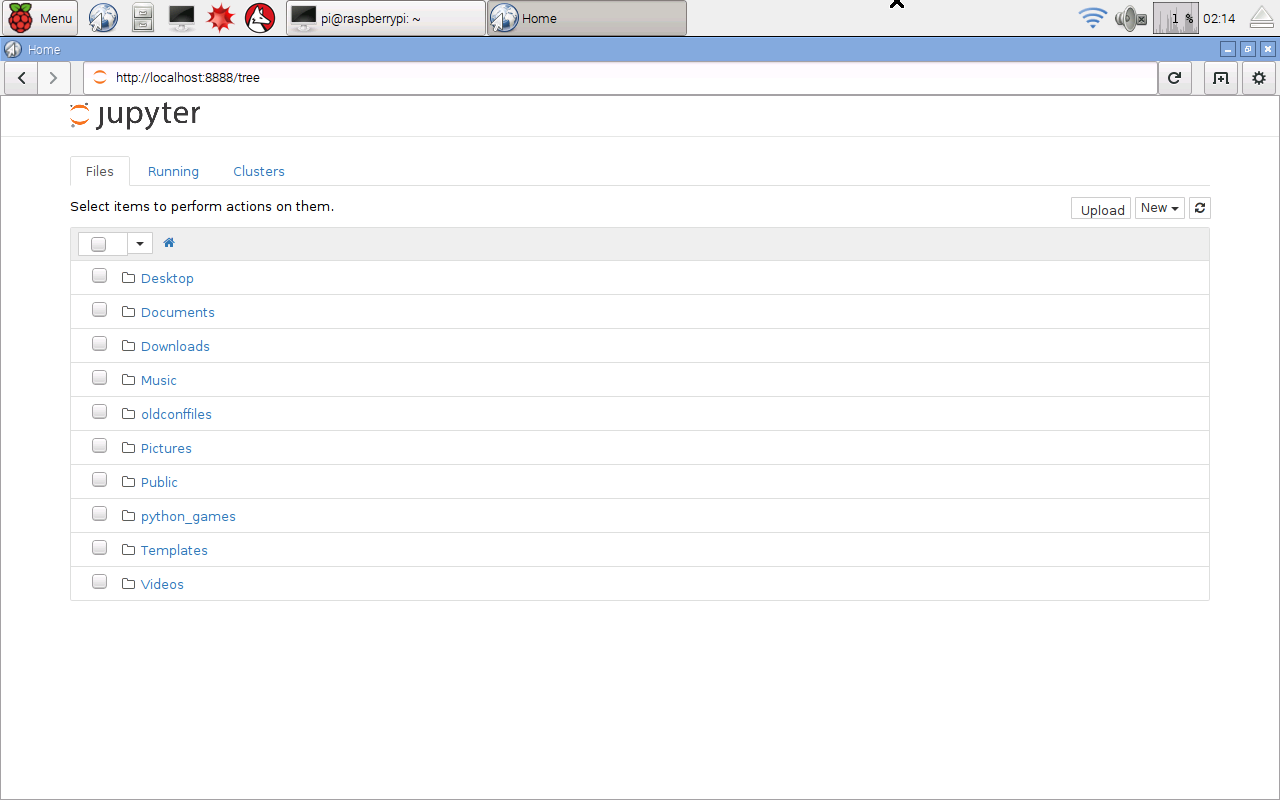 Menu pi@raspberrypi: ~ Home 1 % 02:14
Home
http://localhost:8888/tree
jupyter
Files Running Clusters
Select items to perform actions on them. Upload New
Desktop
Documents
Downloads
Music
oldconffiles
Pictures
Public
python_games
Templates
Videos